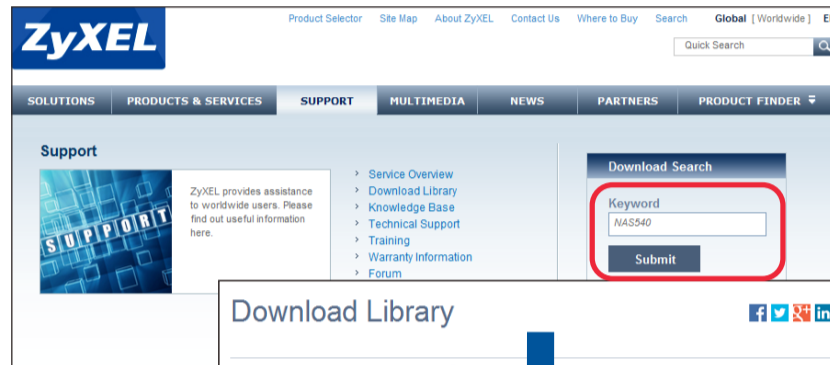 ZyXEL
Product Selector Site Map About ZyXEL Contact Us Where to Buy Search Global [ Worldwide ]
Quick Search
SOLUTIONS PRODUCTS & SERVICES SUPPORT MULTIMEDIA NEWS PARTNERS PRODUCT FINDER
Support
SUPPORT
ZyXEL provides assistance
to worldwide users. Please
find out useful information
here.
› Service Overview
› Download Library
› Knowledge Base
› Technical Support
› Training
› Warranty Information
› Forum
Download Search
Keyword
NAS540
Submit
Download Library
f
g+
in